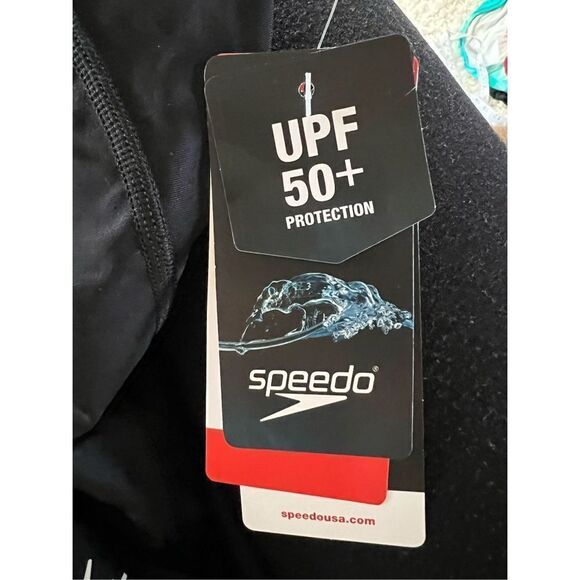 UPF
50+
PROTECTION
speedo®
speedousa.com